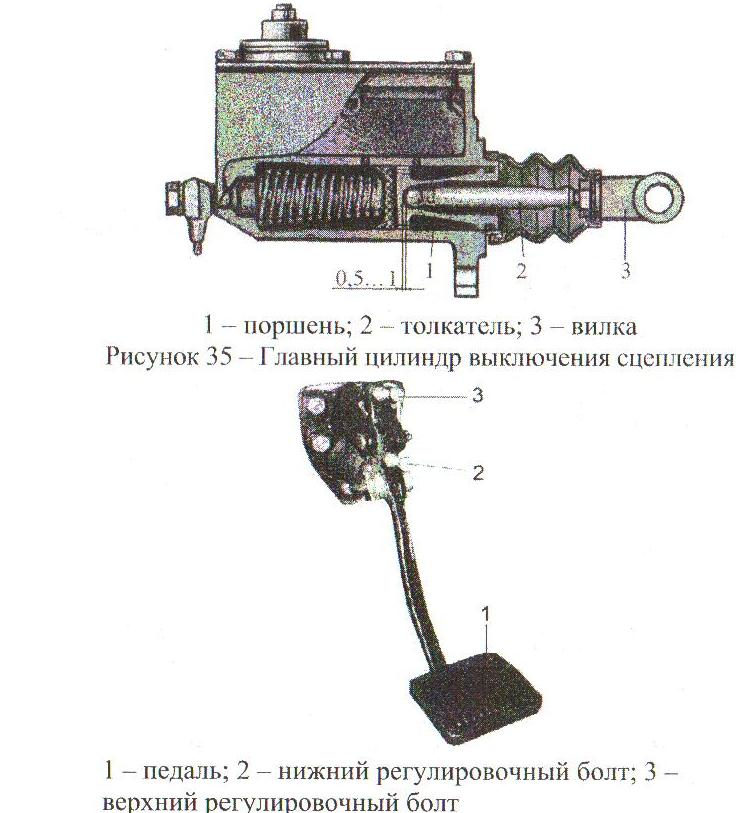 0,5...1
1
2
3
1 – поршень; 2 – толкатель; 3 – вилка
Рисунок 35 – Главный цилиндр выключения сцепления
3
2
1
1 – педаль; 2 – нижний регулировочный болт; 3 –
верхний регулировочный болт